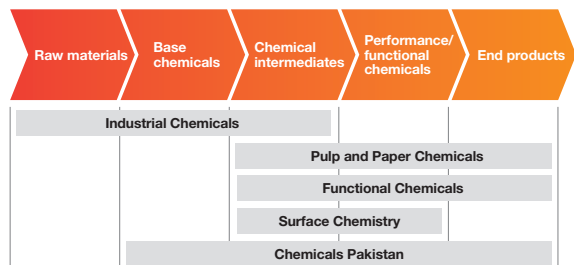 Raw materials
Base
chemicals
Chemical
intermediates
Performance/
functional
chemicals
End products
Industrial Chemicals
Pulp and Paper Chemicals
Functional Chemicals
Surface Chemistry
Chemicals Pakistan